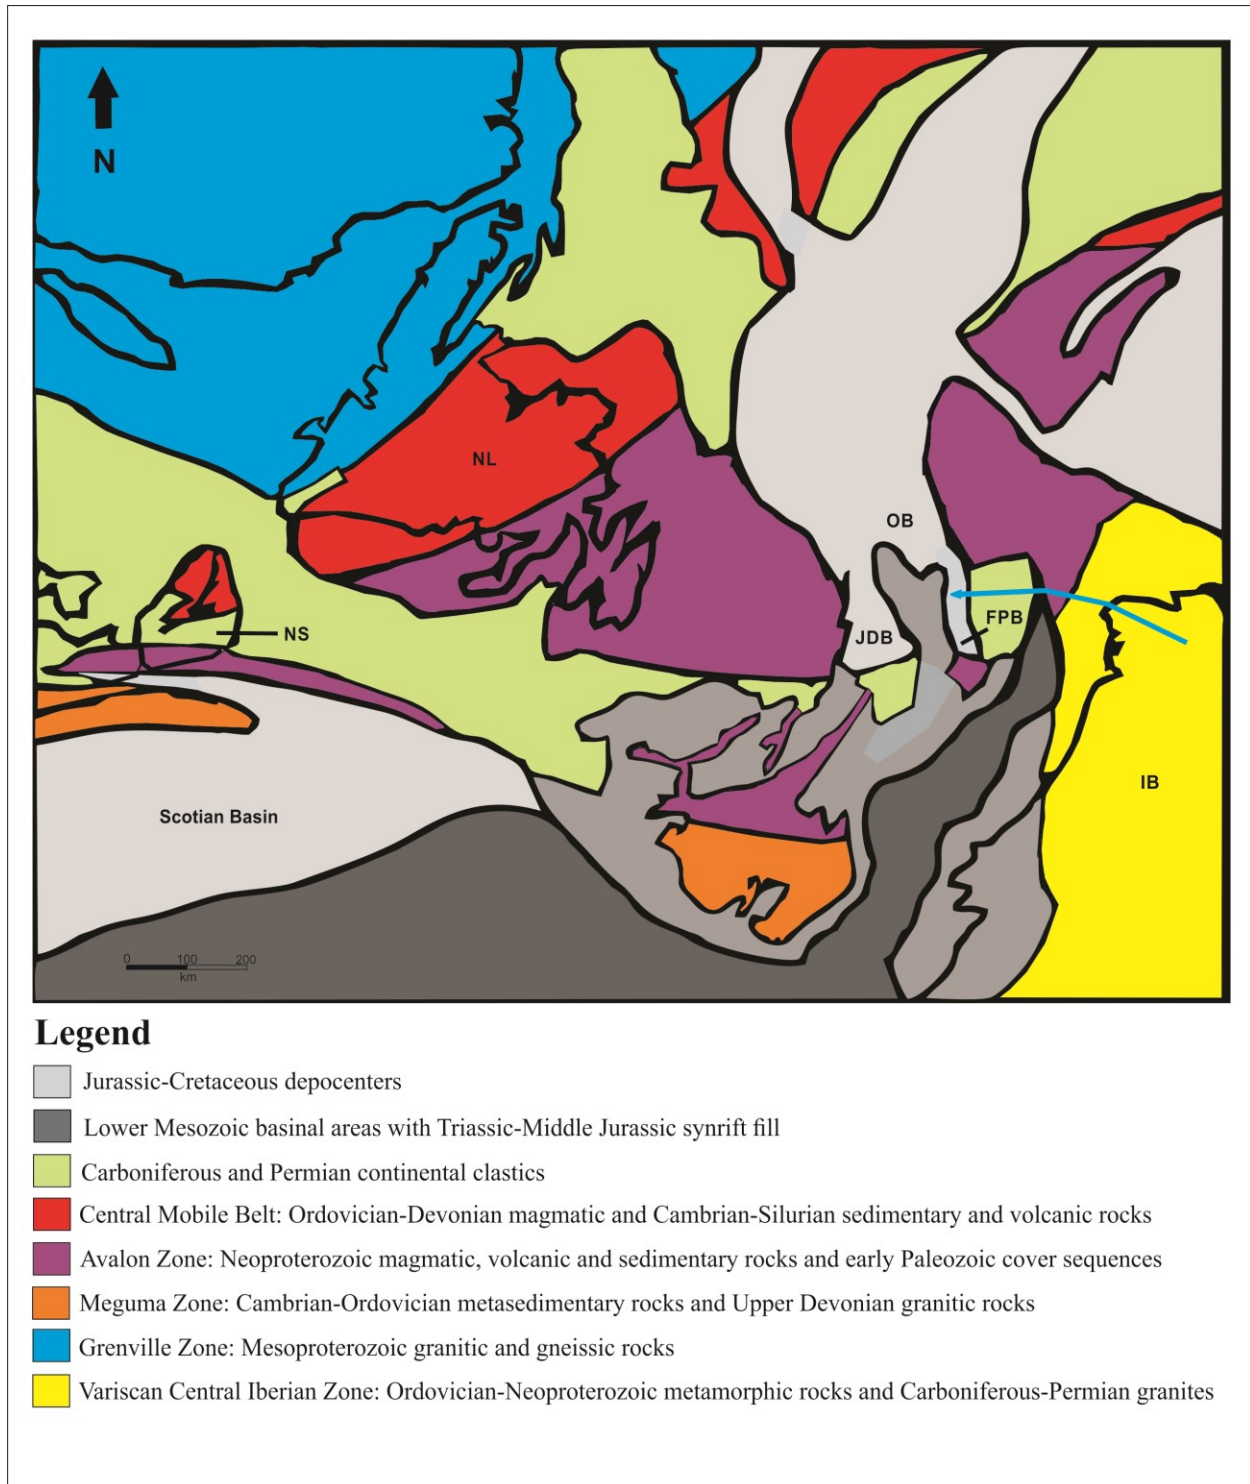 N
NL
OB
NS
FPB
JDB
IB
Scotian Basin
0 100 200
km
Legend
Jurassic-Cretaceous depocenters
Lower Mesozoic basinal areas with Triassic-Middle Jurassic synrift fill
Carboniferous and Permian continental clastics
Central Mobile Belt: Ordovician-Devonian magmatic and Cambrian-Silurian sedimentary and volcanic rocks
Avalon Zone: Neoproterozoic magmatic, volcanic and sedimentary rocks and early Paleozoic cover sequences
Meguma Zone: Cambrian-Ordovician metasedimentary rocks and Upper Devonian granitic rocks
Grenville Zone: Mesoproterozoic granitic and gneissic rocks
Variscan Central Iberian Zone: Ordovician-Neoproterozoic metamorphic rocks and Carboniferous-Permian granites